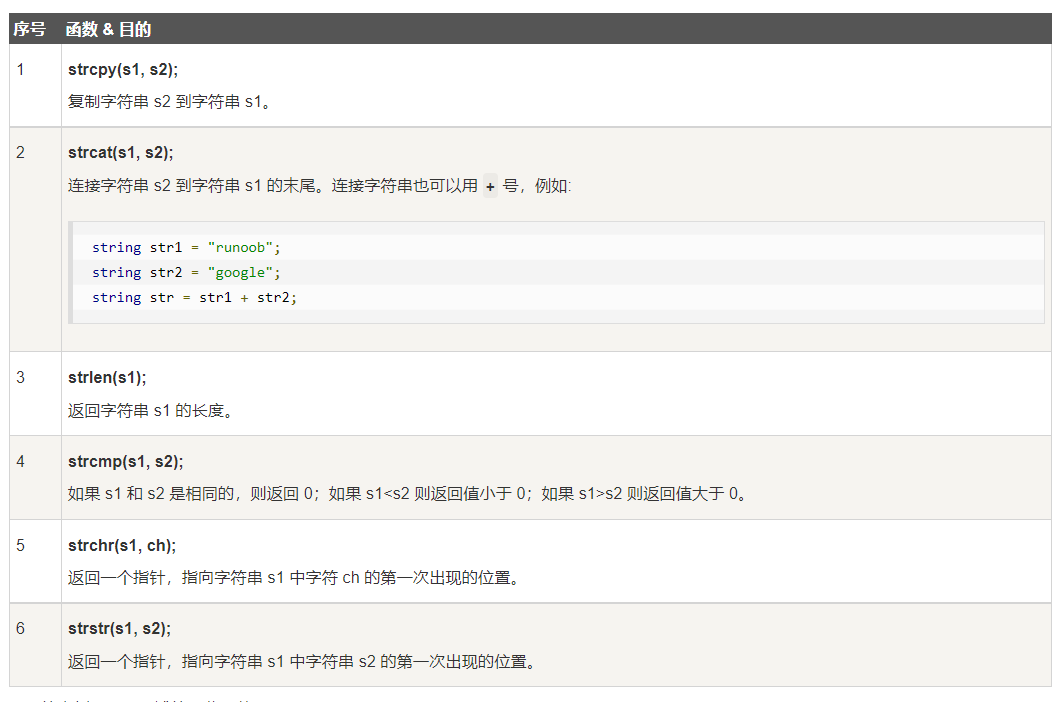 序号 函数 & 目的
1 strcpy(s1, s2);
复制字符串 s2 到字符串 s1。
2 strcat(s1, s2);
连接字符串 s2 到字符串 s1 的末尾。连接字符串也可以用 + 号，例如:
string str1 = "runoob";
string str2 = "google";
string str = str1 + str2;
3 strlen(s1);
返回字符串 s1 的长度。
4 strcmp(s1, s2);
如果 s1 和 s2 是相同的，则返回 0；如果 s1<s2 则返回值小于 0；如果 s1>s2 则返回值大于 0。
5 strchr(s1, ch);
返回一个指针，指向字符串 s1 中字符 ch 的第一次出现的位置。
6 strstr(s1, s2);
返回一个指针，指向字符串 s1 中字符串 s2 的第一次出现的位置。